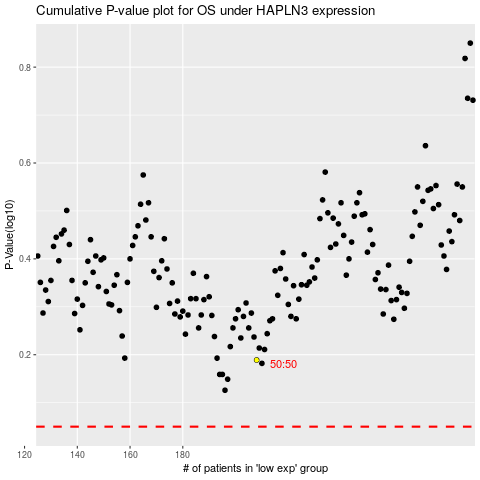 Cumulative P-value plot for OS under HAPLN3 expression
P-Value(log10)
0.8
0.6
0.4
0.2
50:50
120 140 160 180
# of patients in 'low exp' group